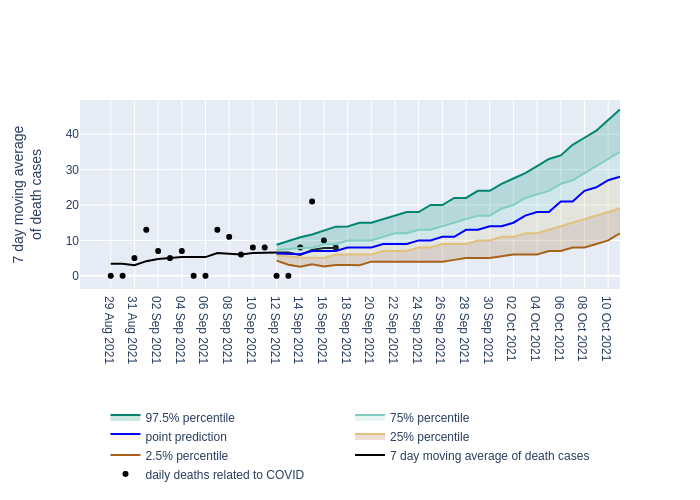 7 day moving average
of death cases
40
30
20
10
0
29 Aug 2021
31 Aug 2021
02 Sep 2021
04 Sep 2021
06 Sep 2021
08 Sep 2021
10 Sep 2021
12 Sep 2021
14 Sep 2021
16 Sep 2021
18 Sep 2021
20 Sep 2021
22 Sep 2021
24 Sep 2021
26 Sep 2021
28 Sep 2021
30 Sep 2021
02 Oct 2021
04 Oct 2021
06 Oct 2021
08 Oct 2021
10 Oct 2021
97.5% percentile
75% percentile
point prediction
25% percentile
2.5% percentile
7 day moving average of death cases
daily deaths related to COVID